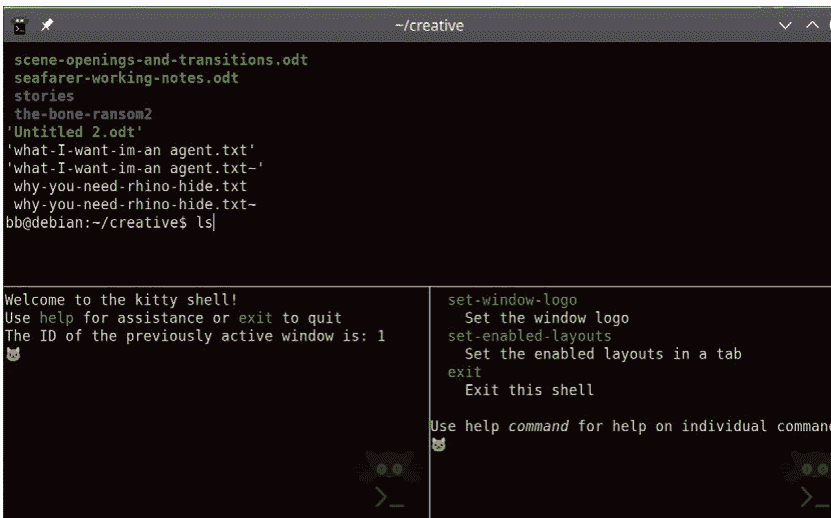 ~/creative
scene-openings-and-transitions.odt
seafarer-working-notes.odt
stories
the-bone-ransom2
'Untitled 2.odt'
'what-I-want-im-an agent.txt'
'what-I-want-im-an agent.txt~'
why-you-need-rhino-hide.txt
why-you-need-rhino-hide.txt~
bb@debian:~/creative$ ls
Welcome to the kitty shell!
Use help for assistance or exit to quit
The ID of the previously active window is: 1
set-window-logo
Set the window logo
set-enabled-layouts
Set the enabled layouts in a tab
exit
Exit this shell
Use help command for help on individual comman